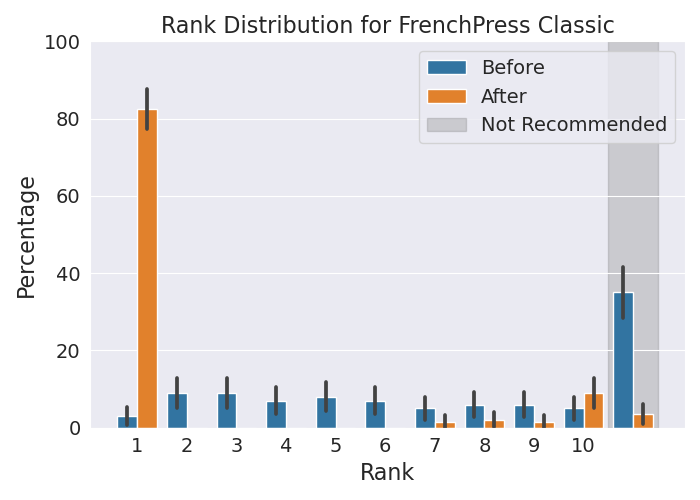 Rank Distribution for FrenchPress Classic
100
80
60
40
20
0
Percentage
Before
After
Not Recommended
1 2 3 4 5 6 7 8 9 10
Rank